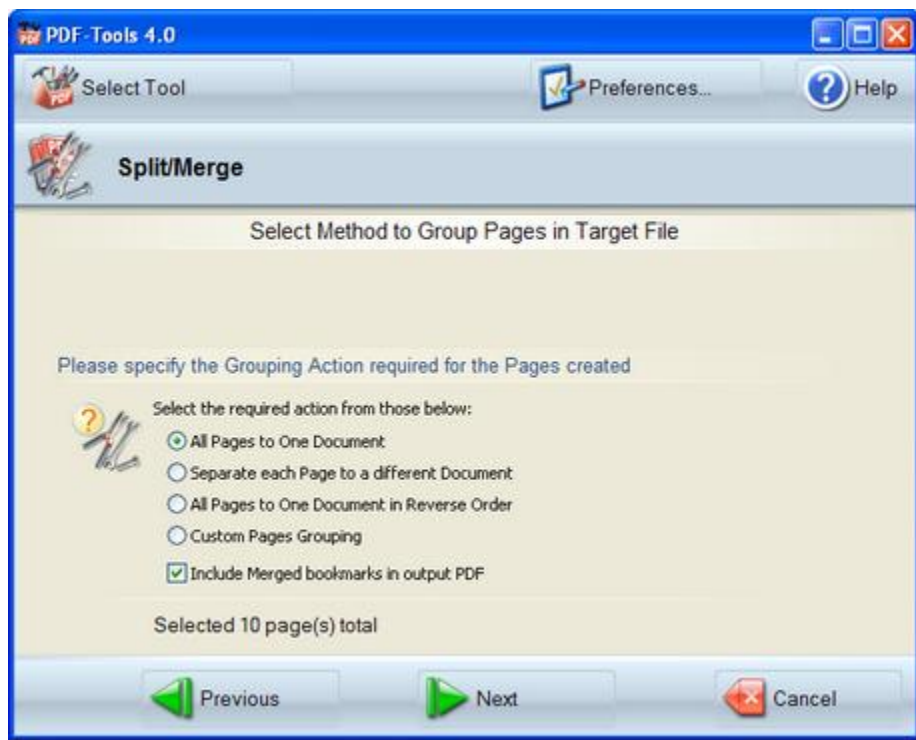 PDF-Tools 4.0
Select Tool
Preferences...
Help
Split/Merge
Select Method to Group Pages in Target File
Please specify the Grouping Action required for the Pages created
Select the required action from those below:
All Pages to One Document
Separate each Page to a different Document
All Pages to One Document in Reverse Order
Custom Pages Grouping
Include Merged bookmarks in output PDF
Selected 10 page(s) total
Previous
Next
Cancel